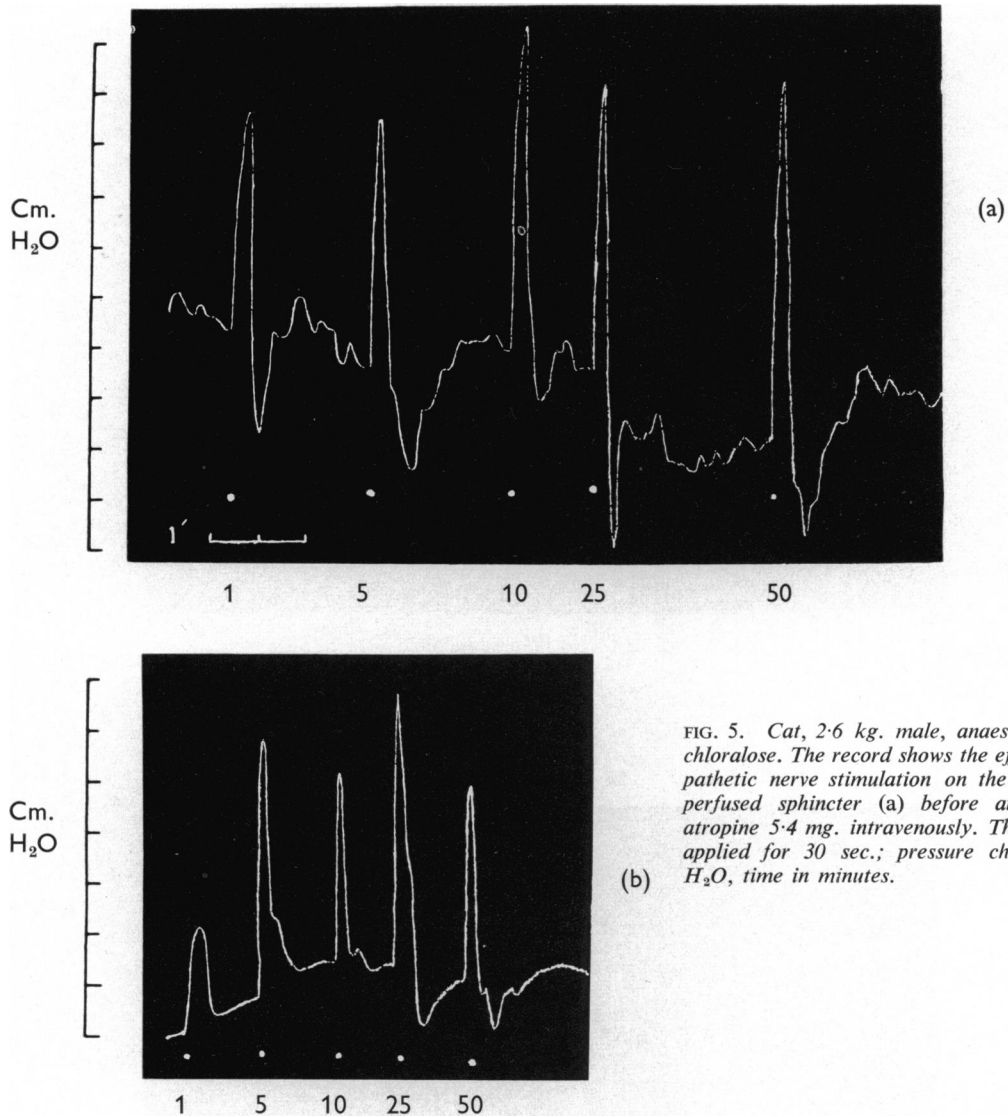 Cm.
H₂O
(a)
1′
1 5 10 25 50
Cm.
H₂O
(b)
FIG. 5. Cat, 2·6 kg. male, anaes
chloralose. The record shows the ef
pathetic nerve stimulation on the
perfused sphincter (a) before a
atropine 5·4 mg. intravenously. Th
applied for 30 sec.; pressure ch
H₂O, time in minutes.
1 5 10 25 50